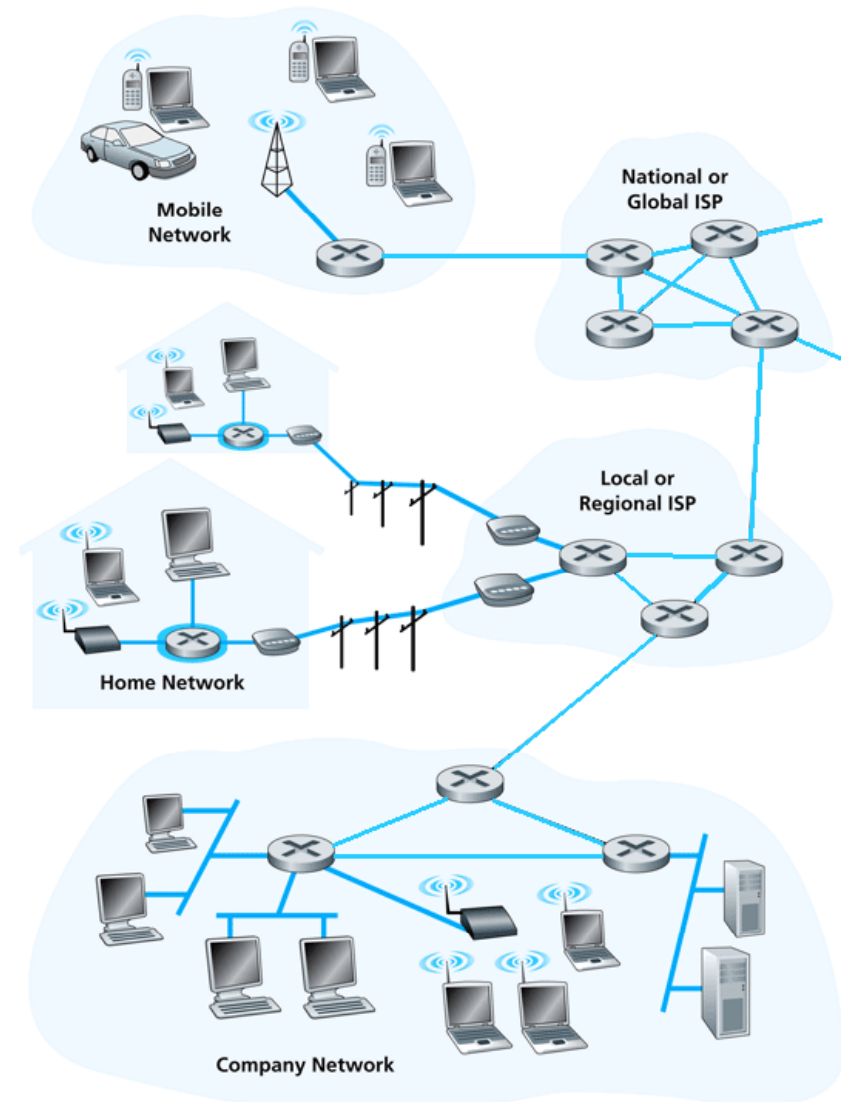 National or
Global ISP
Mobile
Network
Local or
Regional ISP
Home Network
Company Network